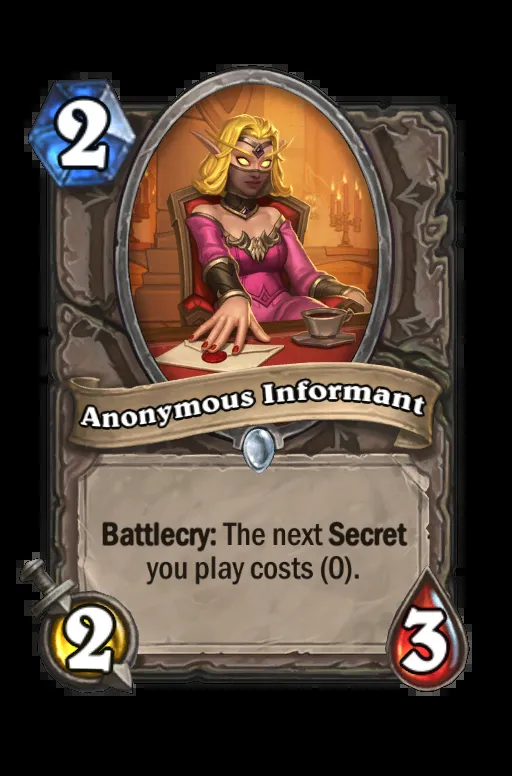 2
Anonymous Informant
Battlecry: The next Secret
you play costs (0).
2
3